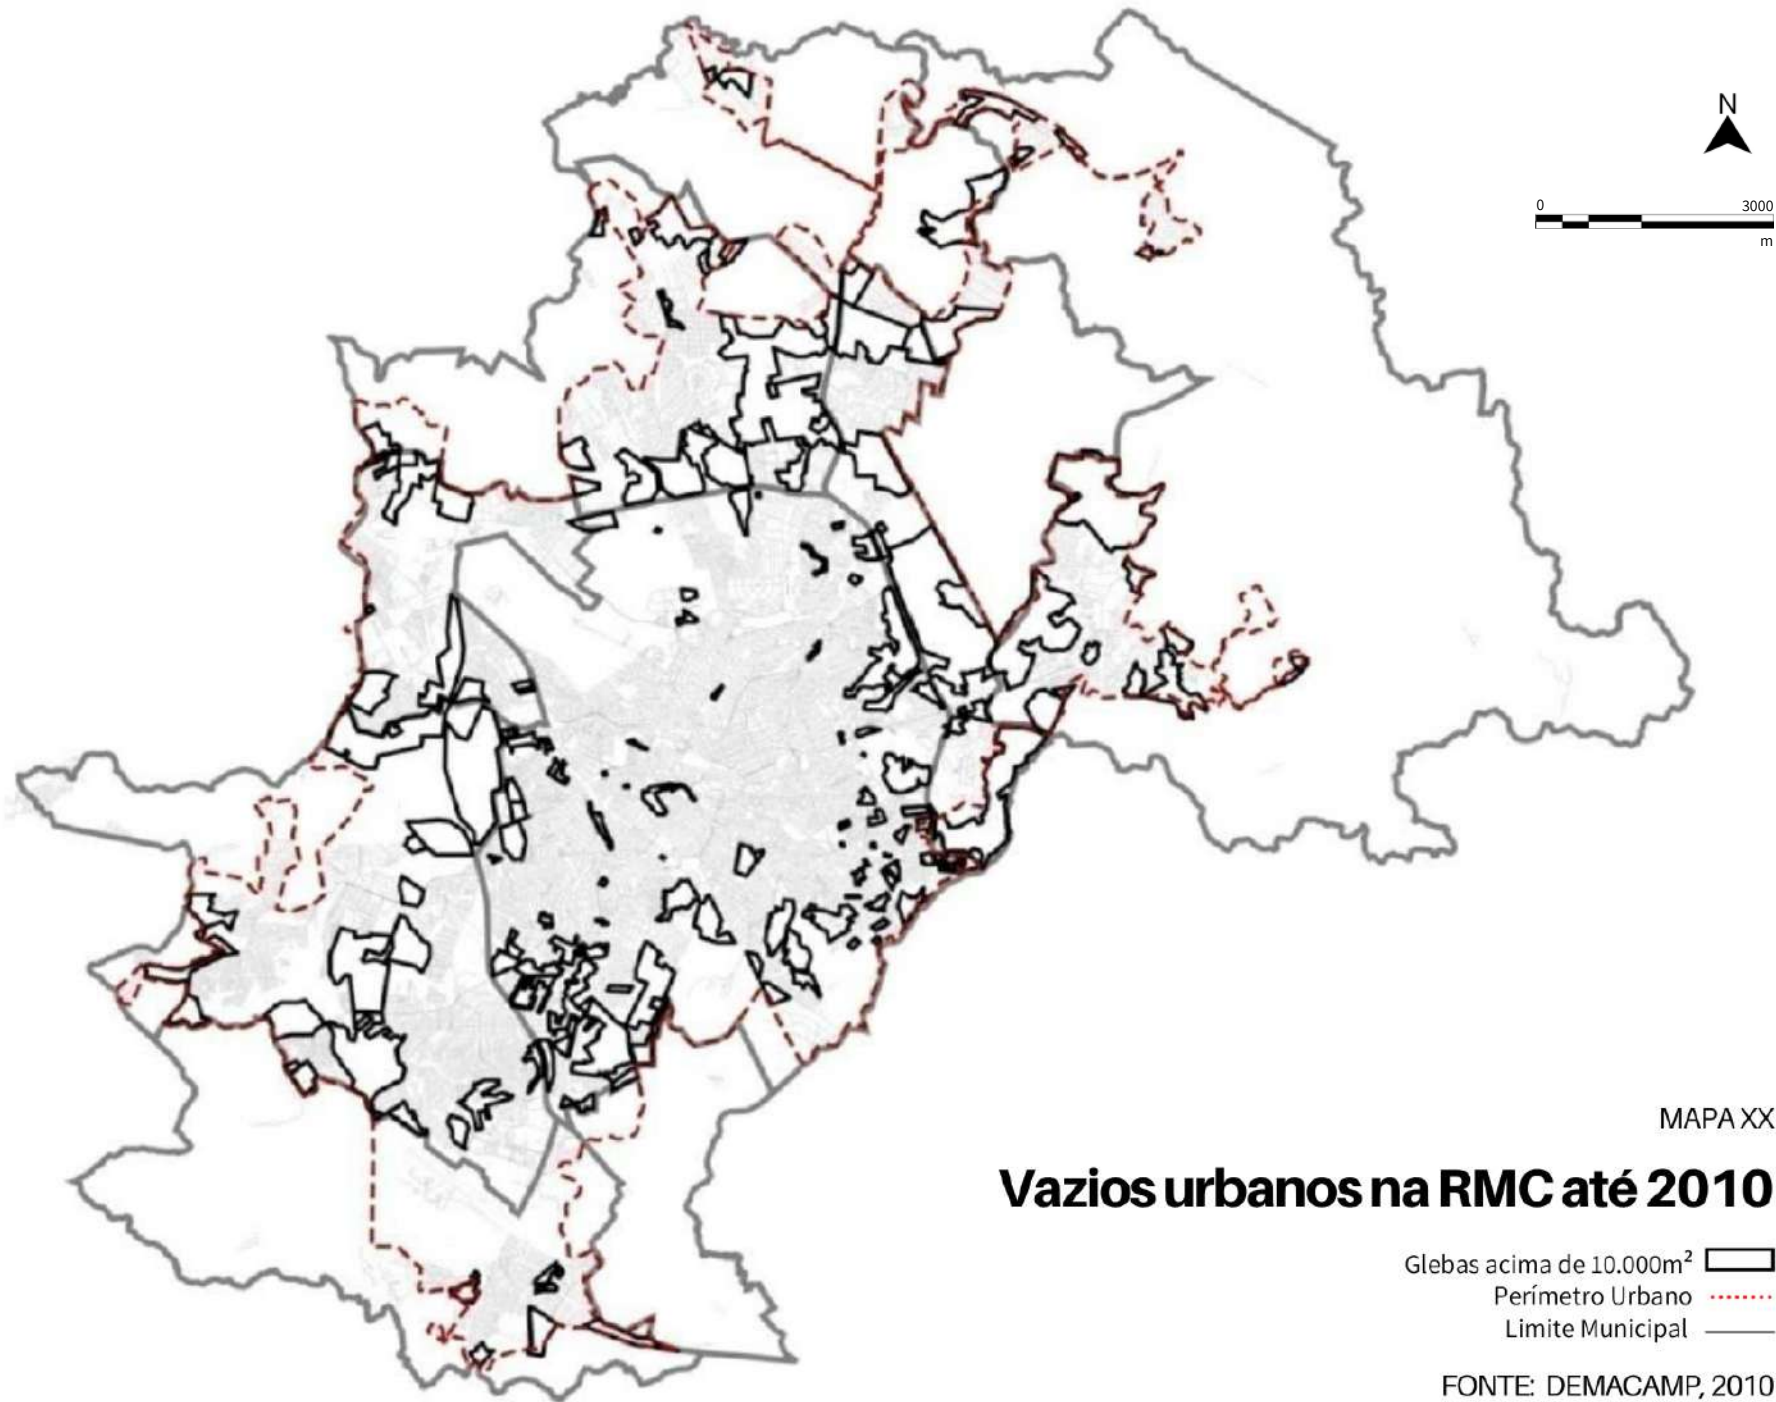 N
0 3000
m
MAPA XX
Vazios urbanos na RMC até 2010
Glebas acima de 10.000m²
Perímetro Urbano
Limite Municipal
FONTE: DEMACAMP, 2010